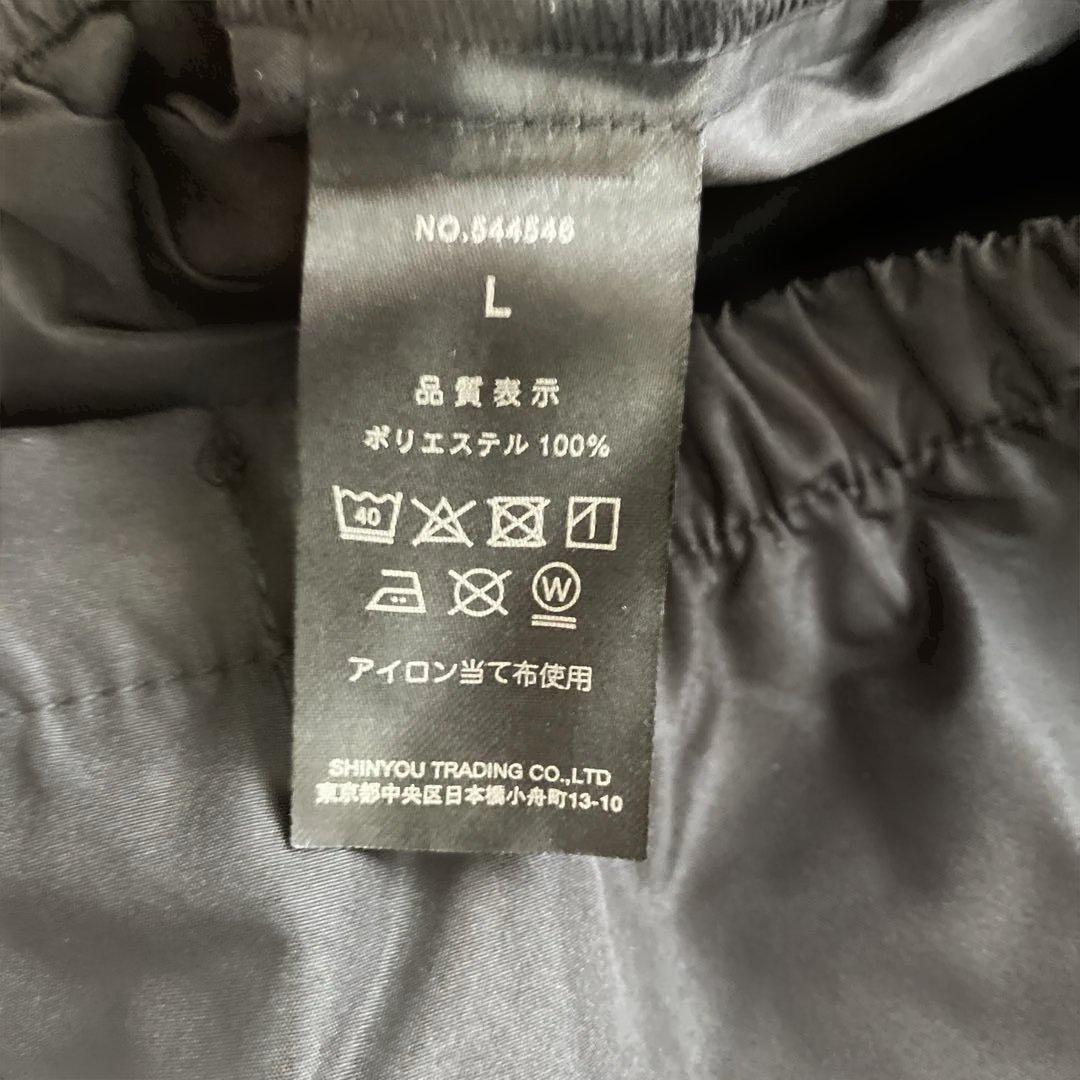 NO.544546
L
品質表示
ポリエステル 100%
40
W
アイロン当て布使用
SHINYOU TRADING CO.,LTD
東京都中央区日本橋小舟町13-10